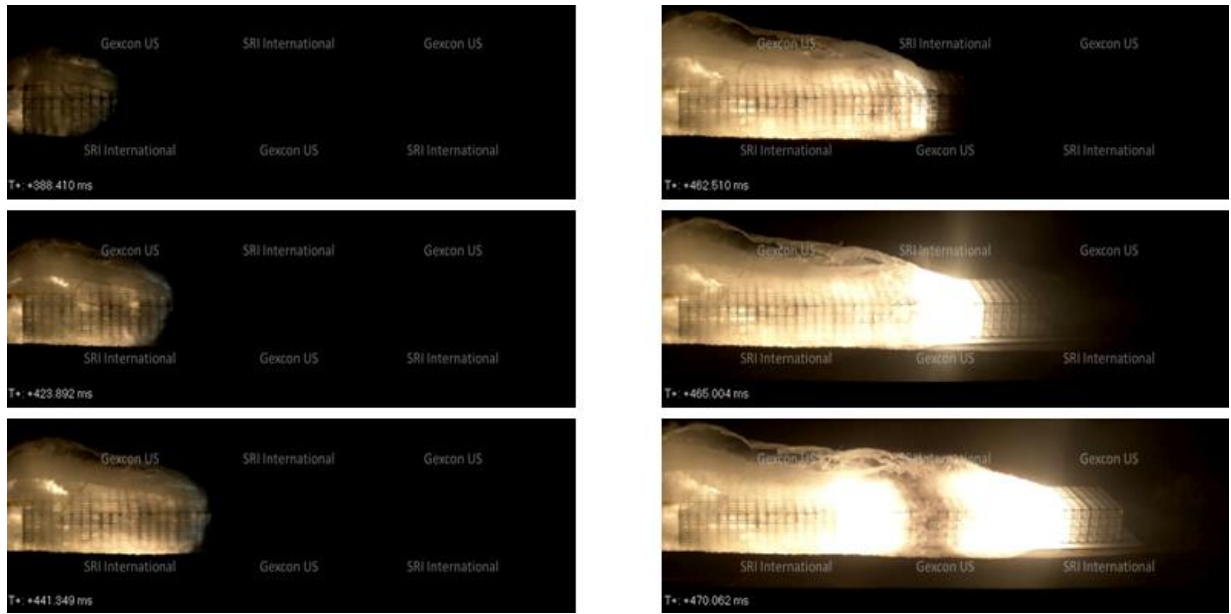 Gexcon US SRI International Gexcon US
SRI International Gexcon US SRI International
T+: +388.410 ms
Gexcon US SRI International Gexcon US
SRI International Gexcon US SRI International
T+: +423.892 ms
Gexcon US SRI International Gexcon US
SRI International Gexcon US SRI International
T+: +441.349 ms
Gexcon US SRI International Gexcon US
SRI International Gexcon US SRI International
T+: +462.510 ms
Gexcon US SRI International Gexcon US
SRI International Gexcon US SRI International
T+: +465.004 ms
Gexcon US SRI International Gexcon US
SRI International Gexcon US SRI International
T+: +470.062 ms